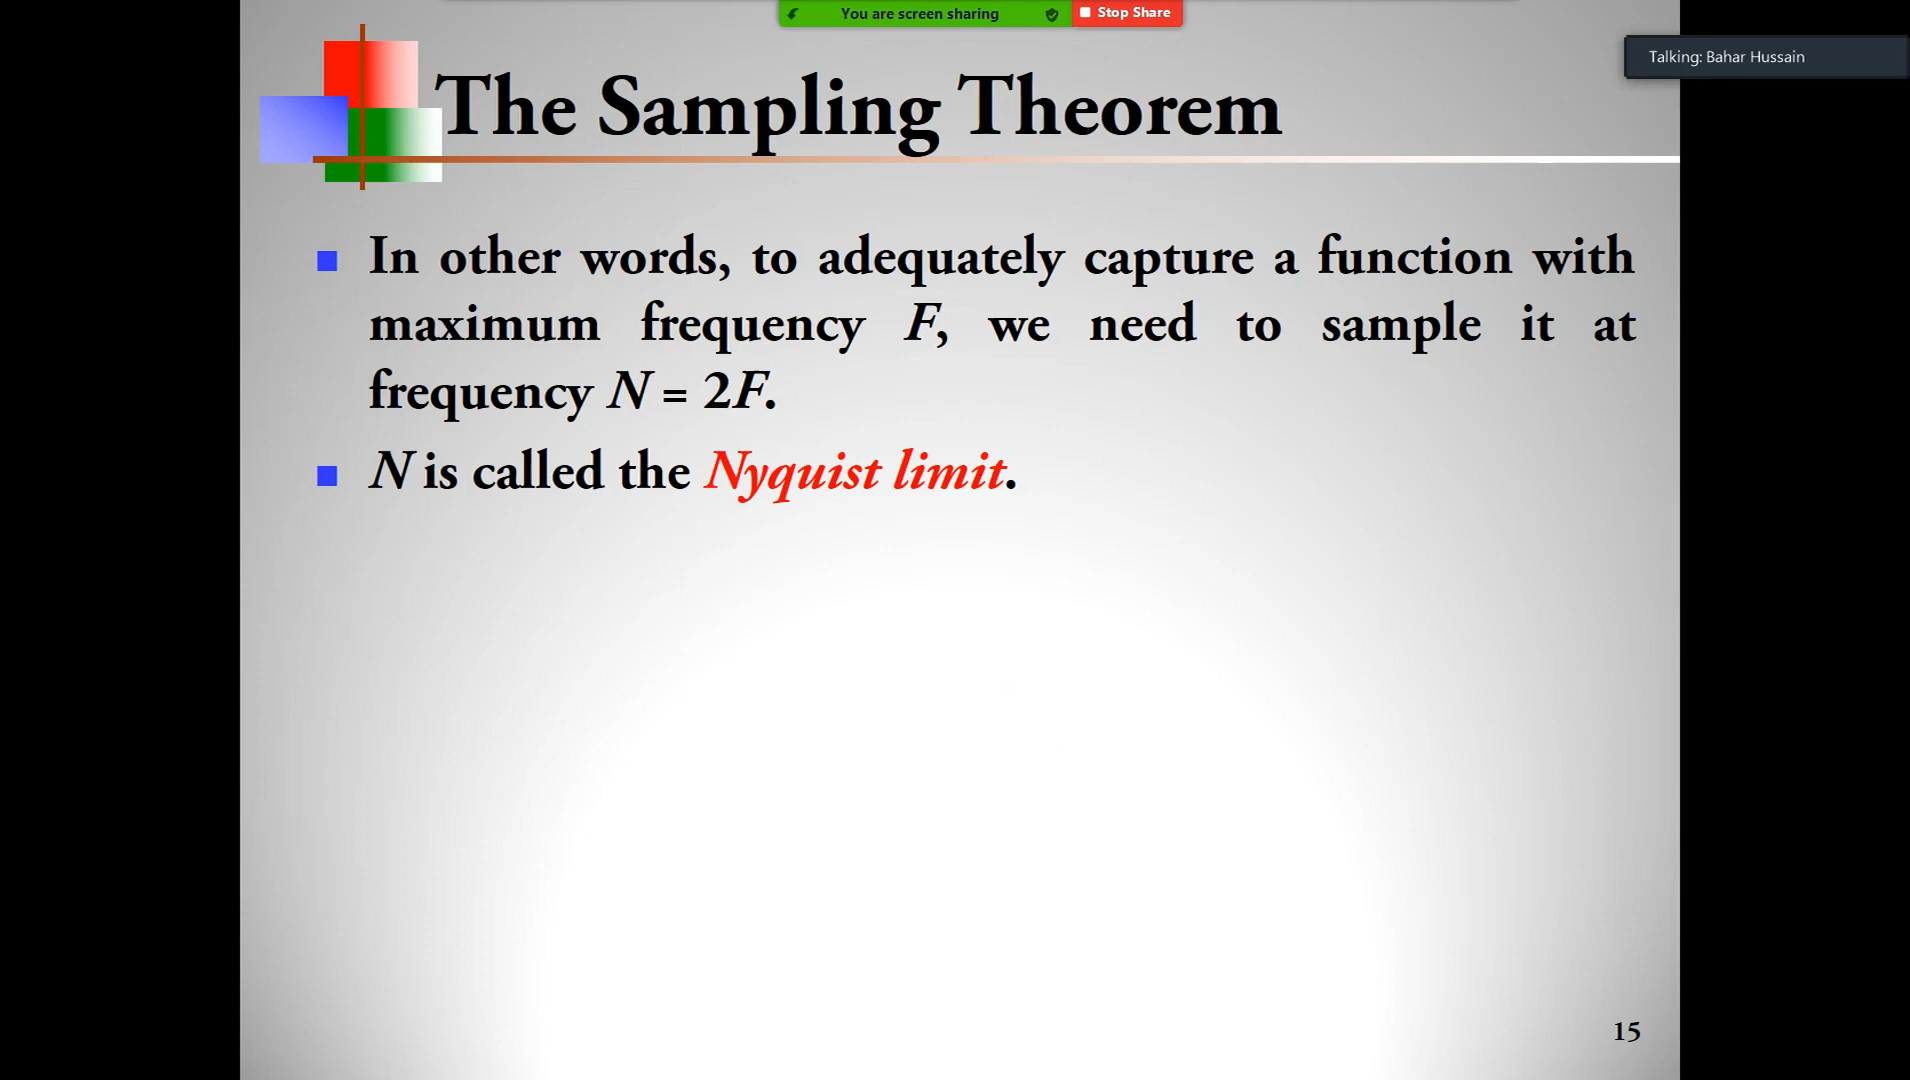 You are screen sharing
Stop Share
Talking: Bahar Hussain
The Sampling Theorem
In other words, to adequately capture a function with
maximum frequency F, we need to sample it at
frequency N = 2F.
N is called the Nyquist limit.
15